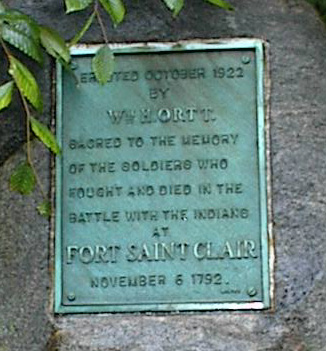 ERECTED OCTOBER 1922
BY
WM H. ORTT.
SACRED TO THE MEMORY
OF THE SOLDIERS WHO
FOUGHT AND DIED IN THE
BATTLE WITH THE INDIANS
AT
FORT SAINT CLAIR
NOVEMBER 6 1792.